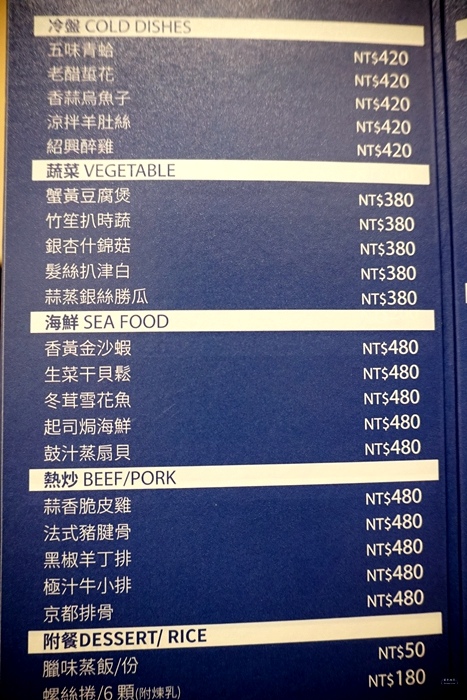 冷盤 COLD DISHES
五味青蛤 NT$420
老醋蜇花 NT$420
香蒜烏魚子 NT$420
涼拌羊肚絲 NT$420
紹興醉雞 NT$420
蔬菜 VEGETABLE
蟹黃豆腐煲 NT$380
竹笙扒時蔬 NT$380
銀杏什錦菇 NT$380
髮絲扒津白 NT$380
蒜蒸銀絲勝瓜 NT$380
海鮮 SEA FOOD
香黃金沙蝦 NT$480
生菜干貝鬆 NT$480
冬茸雪花魚 NT$480
起司焗海鮮 NT$480
鼓汁蒸扇貝 NT$480
熱炒 BEEF/PORK
蒜香脆皮雞 NT$480
法式豬腱骨 NT$480
黑椒羊丁排 NT$480
極汁牛小排 NT$480
京都排骨 NT$480
附餐DESSERT/ RICE
臘味蒸飯/份 NT$50
螺絲捲/6 顆(附煉乳) NT$180